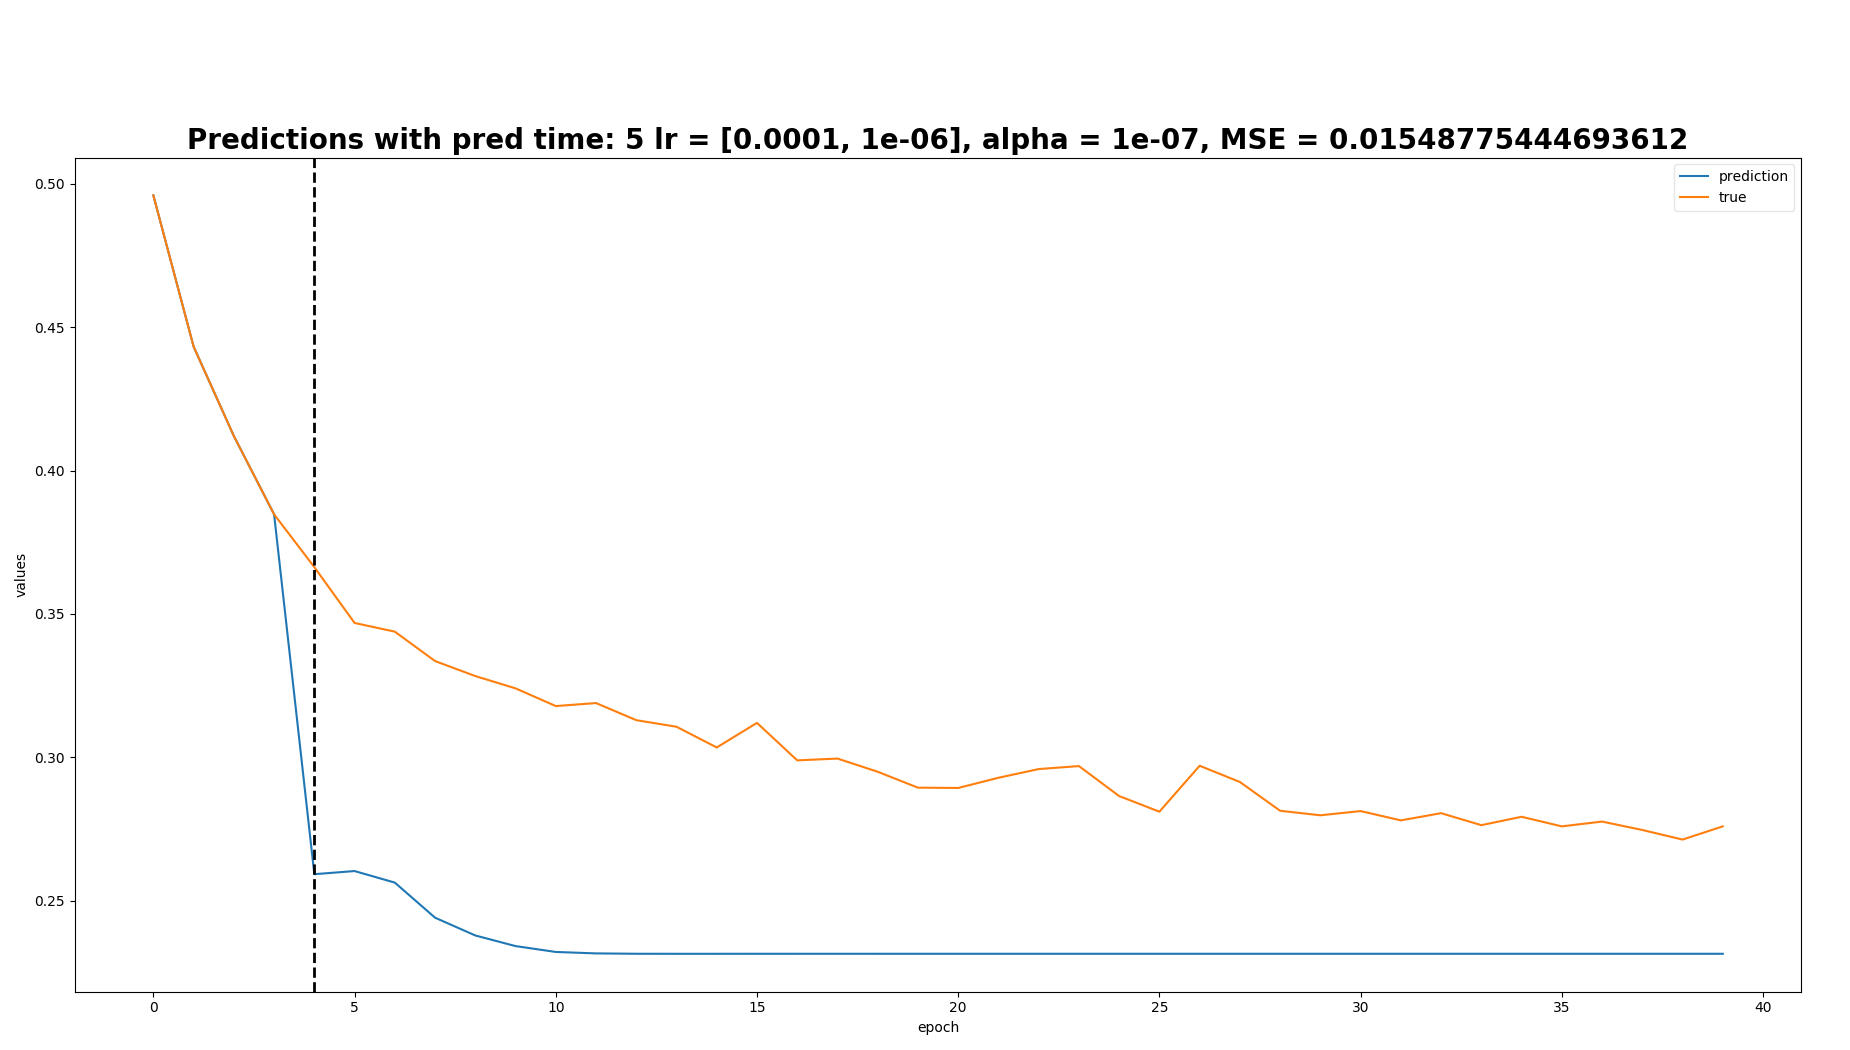 Predictions with pred time: 5 lr = [0.0001, 1e-06], alpha = 1e-07, MSE = 0.01548775444693612
prediction
true
0.50
0.45
0.40
0.35
0.30
0.25
values
0 5 10 15 20 25 30 35 40
epoch